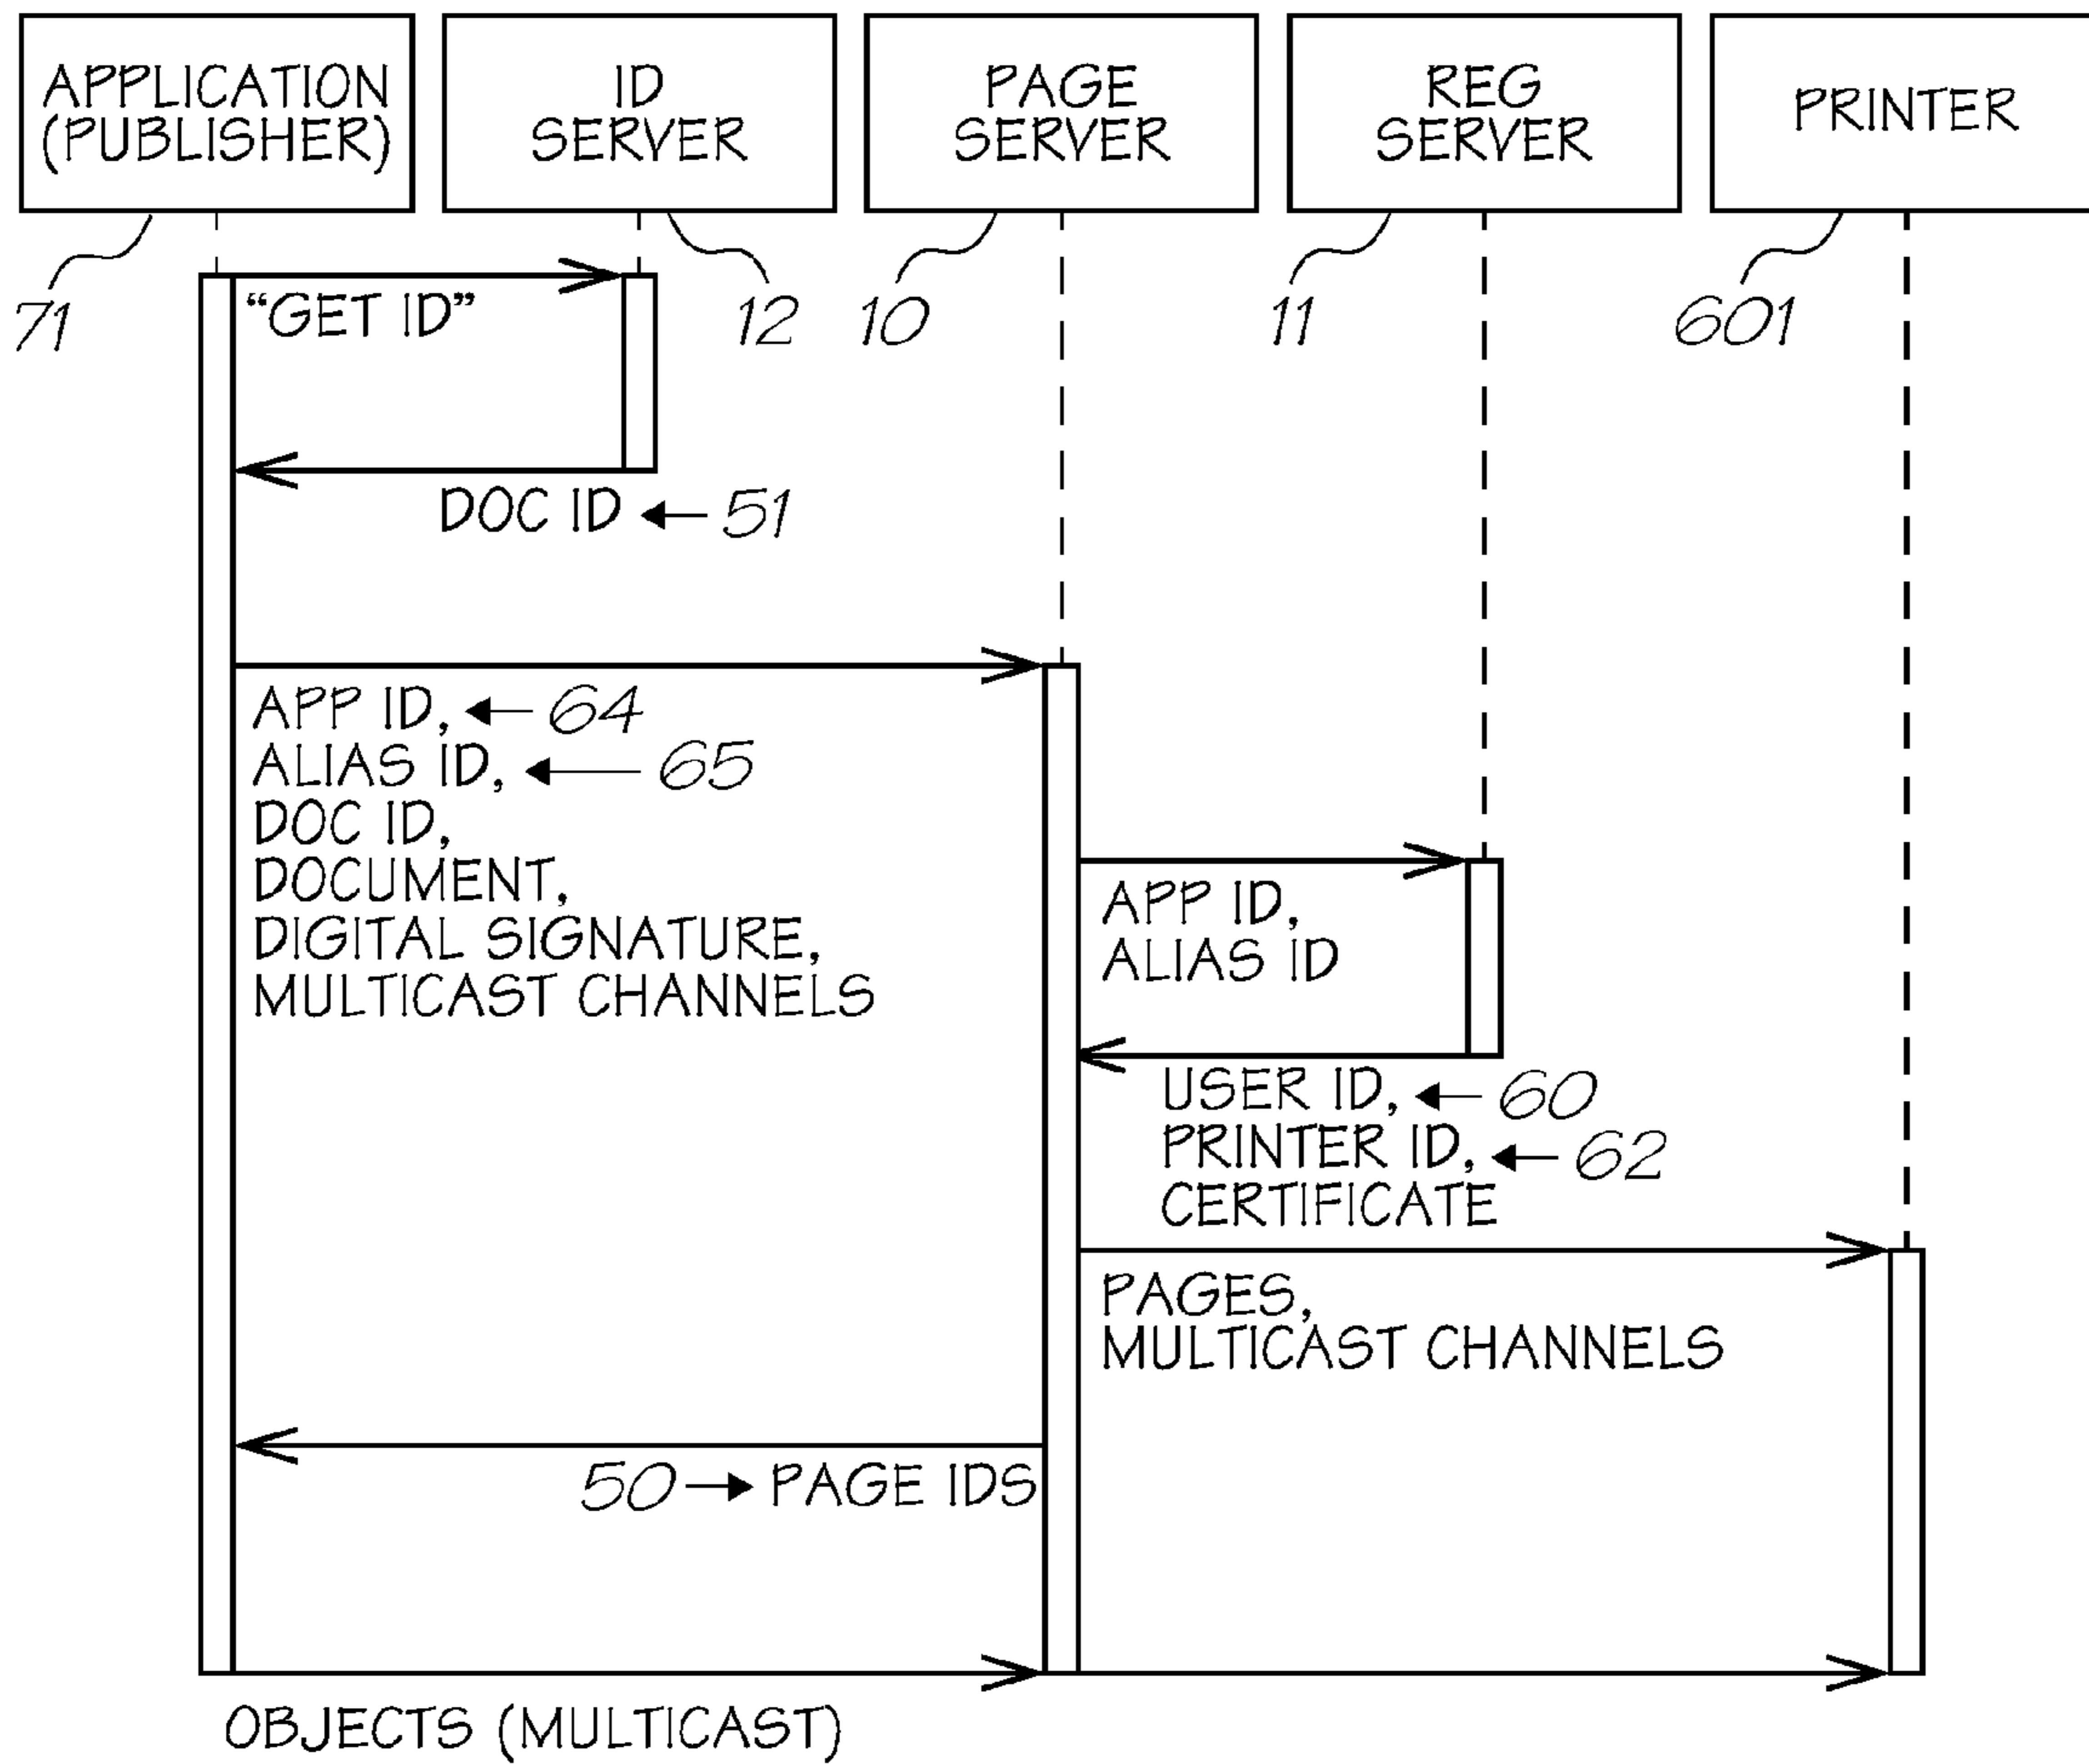 APPLICATION
(PUBLISHER)
ID
SERVER
PAGE
SERVER
REG
SERVER
PRINTER
71
12
10
11
601
“GET ID”
DOC ID 51
APP ID, 64
ALIAS ID, 65
DOC ID,
DOCUMENT,
DIGITAL SIGNATURE,
MULTICAST CHANNELS
APP ID,
ALIAS ID
USER ID, 60
PRINTER ID, 62
CERTIFICATE
PAGES,
MULTICAST CHANNELS
50 PAGE IDS
OBJECTS (MULTICAST)